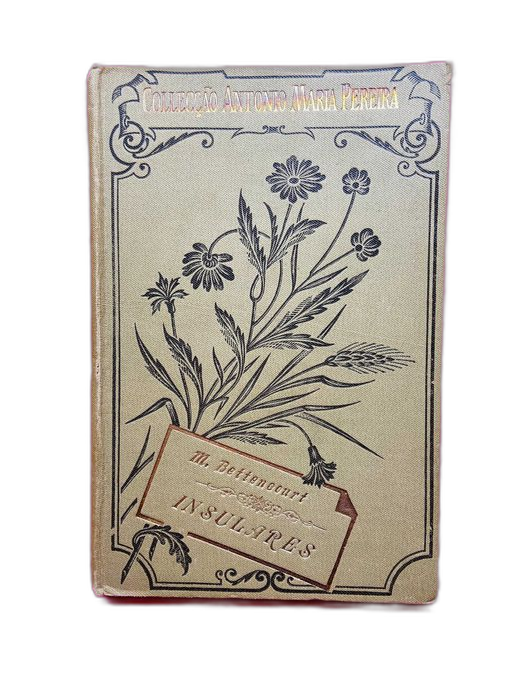 COLLECÇÃO ANTONIO MARIA PEREIRA
M. Bettencourt
INSULARES